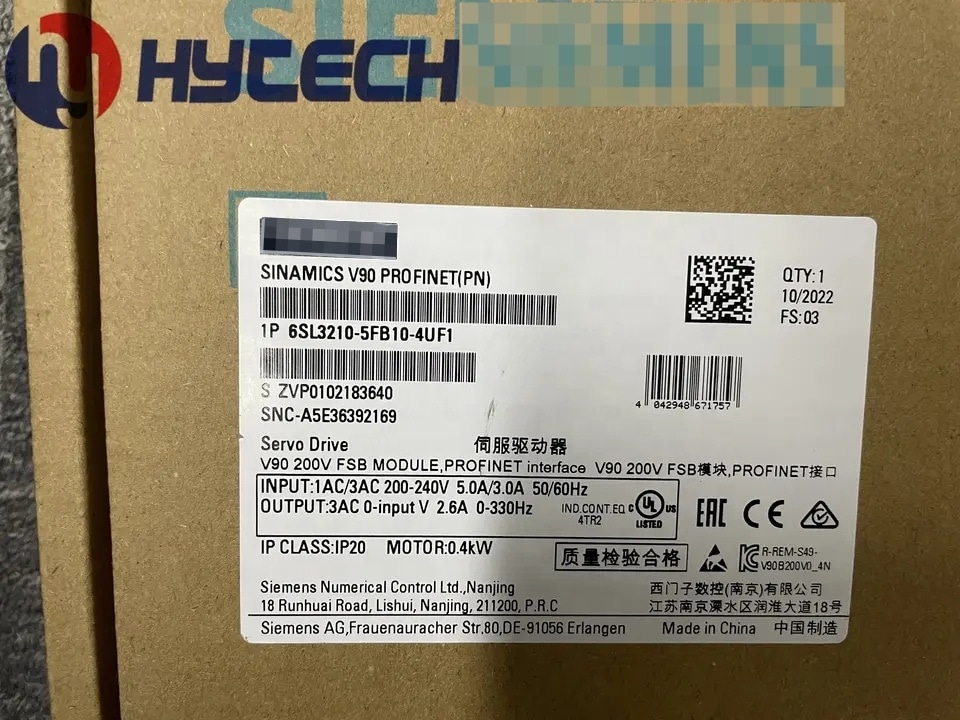 HYTECH
SINAMICS V90 PROFINET(PN)
QTY: 1
10/2022
FS: 03
1P 6SL3210-5FB10-4UF1
S ZVP0102183640
SNC-A5E36392169
4 042948 671757
Servo Drive 伺服驱动器
V90 200V FSB MODULE,PROFINET interface V90 200V FSB模块,PROFINET接口
INPUT:1AC/3AC 200-240V 5.0A/3.0A 50/60Hz
OUTPUT:3AC 0-input V 2.6A 0-330Hz
IND.CONT.EQ
4TR2
C UL US
LISTED
EAC CE
IP CLASS:IP20 MOTOR:0.4kW
质量检验合格
R-REM-S49-
V90B200V0_4N
Siemens Numerical Control Ltd.,Nanjing
18 Runhuai Road, Lishui, Nanjing, 211200, P.R.C
西门子数控(南京)有限公司
江苏南京溧水区润淮大道18号
Siemens AG,Frauenauracher Str.80,DE-91056 Erlangen
Made in China 中国制造